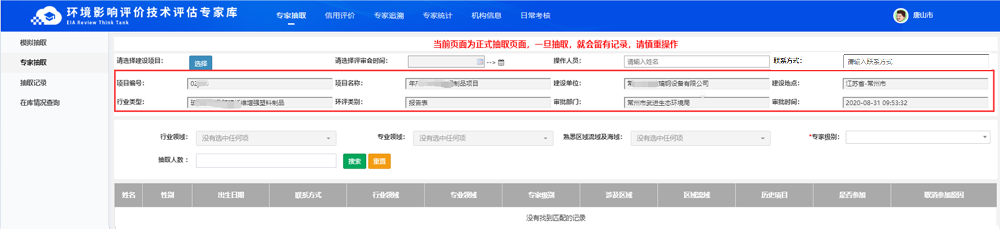 环境影响评价技术评估专家库
EIA Review Think Tank
专家抽取 信用评价 专家追溯 专家统计 机构信息 日常考核 唐山市
模拟抽取
专家抽取
抽取记录
在库情况查询
当前页面为正式抽取页面，一旦抽取，就会留有记录，请慎重操作
请选择建设项目： 选择 请选择评审会时间： --> 操作人员： 请输入姓名 联系方式： 请输入联系方式
项目编号： 02 项目名称： 年产 制品项目 建设单位： 常 璃钢设备有限公司 建设地点： 江苏省-常州市
行业类型： 纤维增强塑料制品 环评类别： 报告表 审批部门： 常州市武进生态环境局 审批时间： 2020-08-31 09:53:32
行业领域： 没有选中任何项 专业领域： 没有选中任何项 熟悉区域流域及海域： 没有选中任何项 *专家级别：
抽取人数： 搜索 重置
姓名 性别 出生日期 联系方式 行业领域 专业领域 专家级别 涉及区域 区域流域 历史项目 是否参加 取消参加原因
没有找到匹配的记录